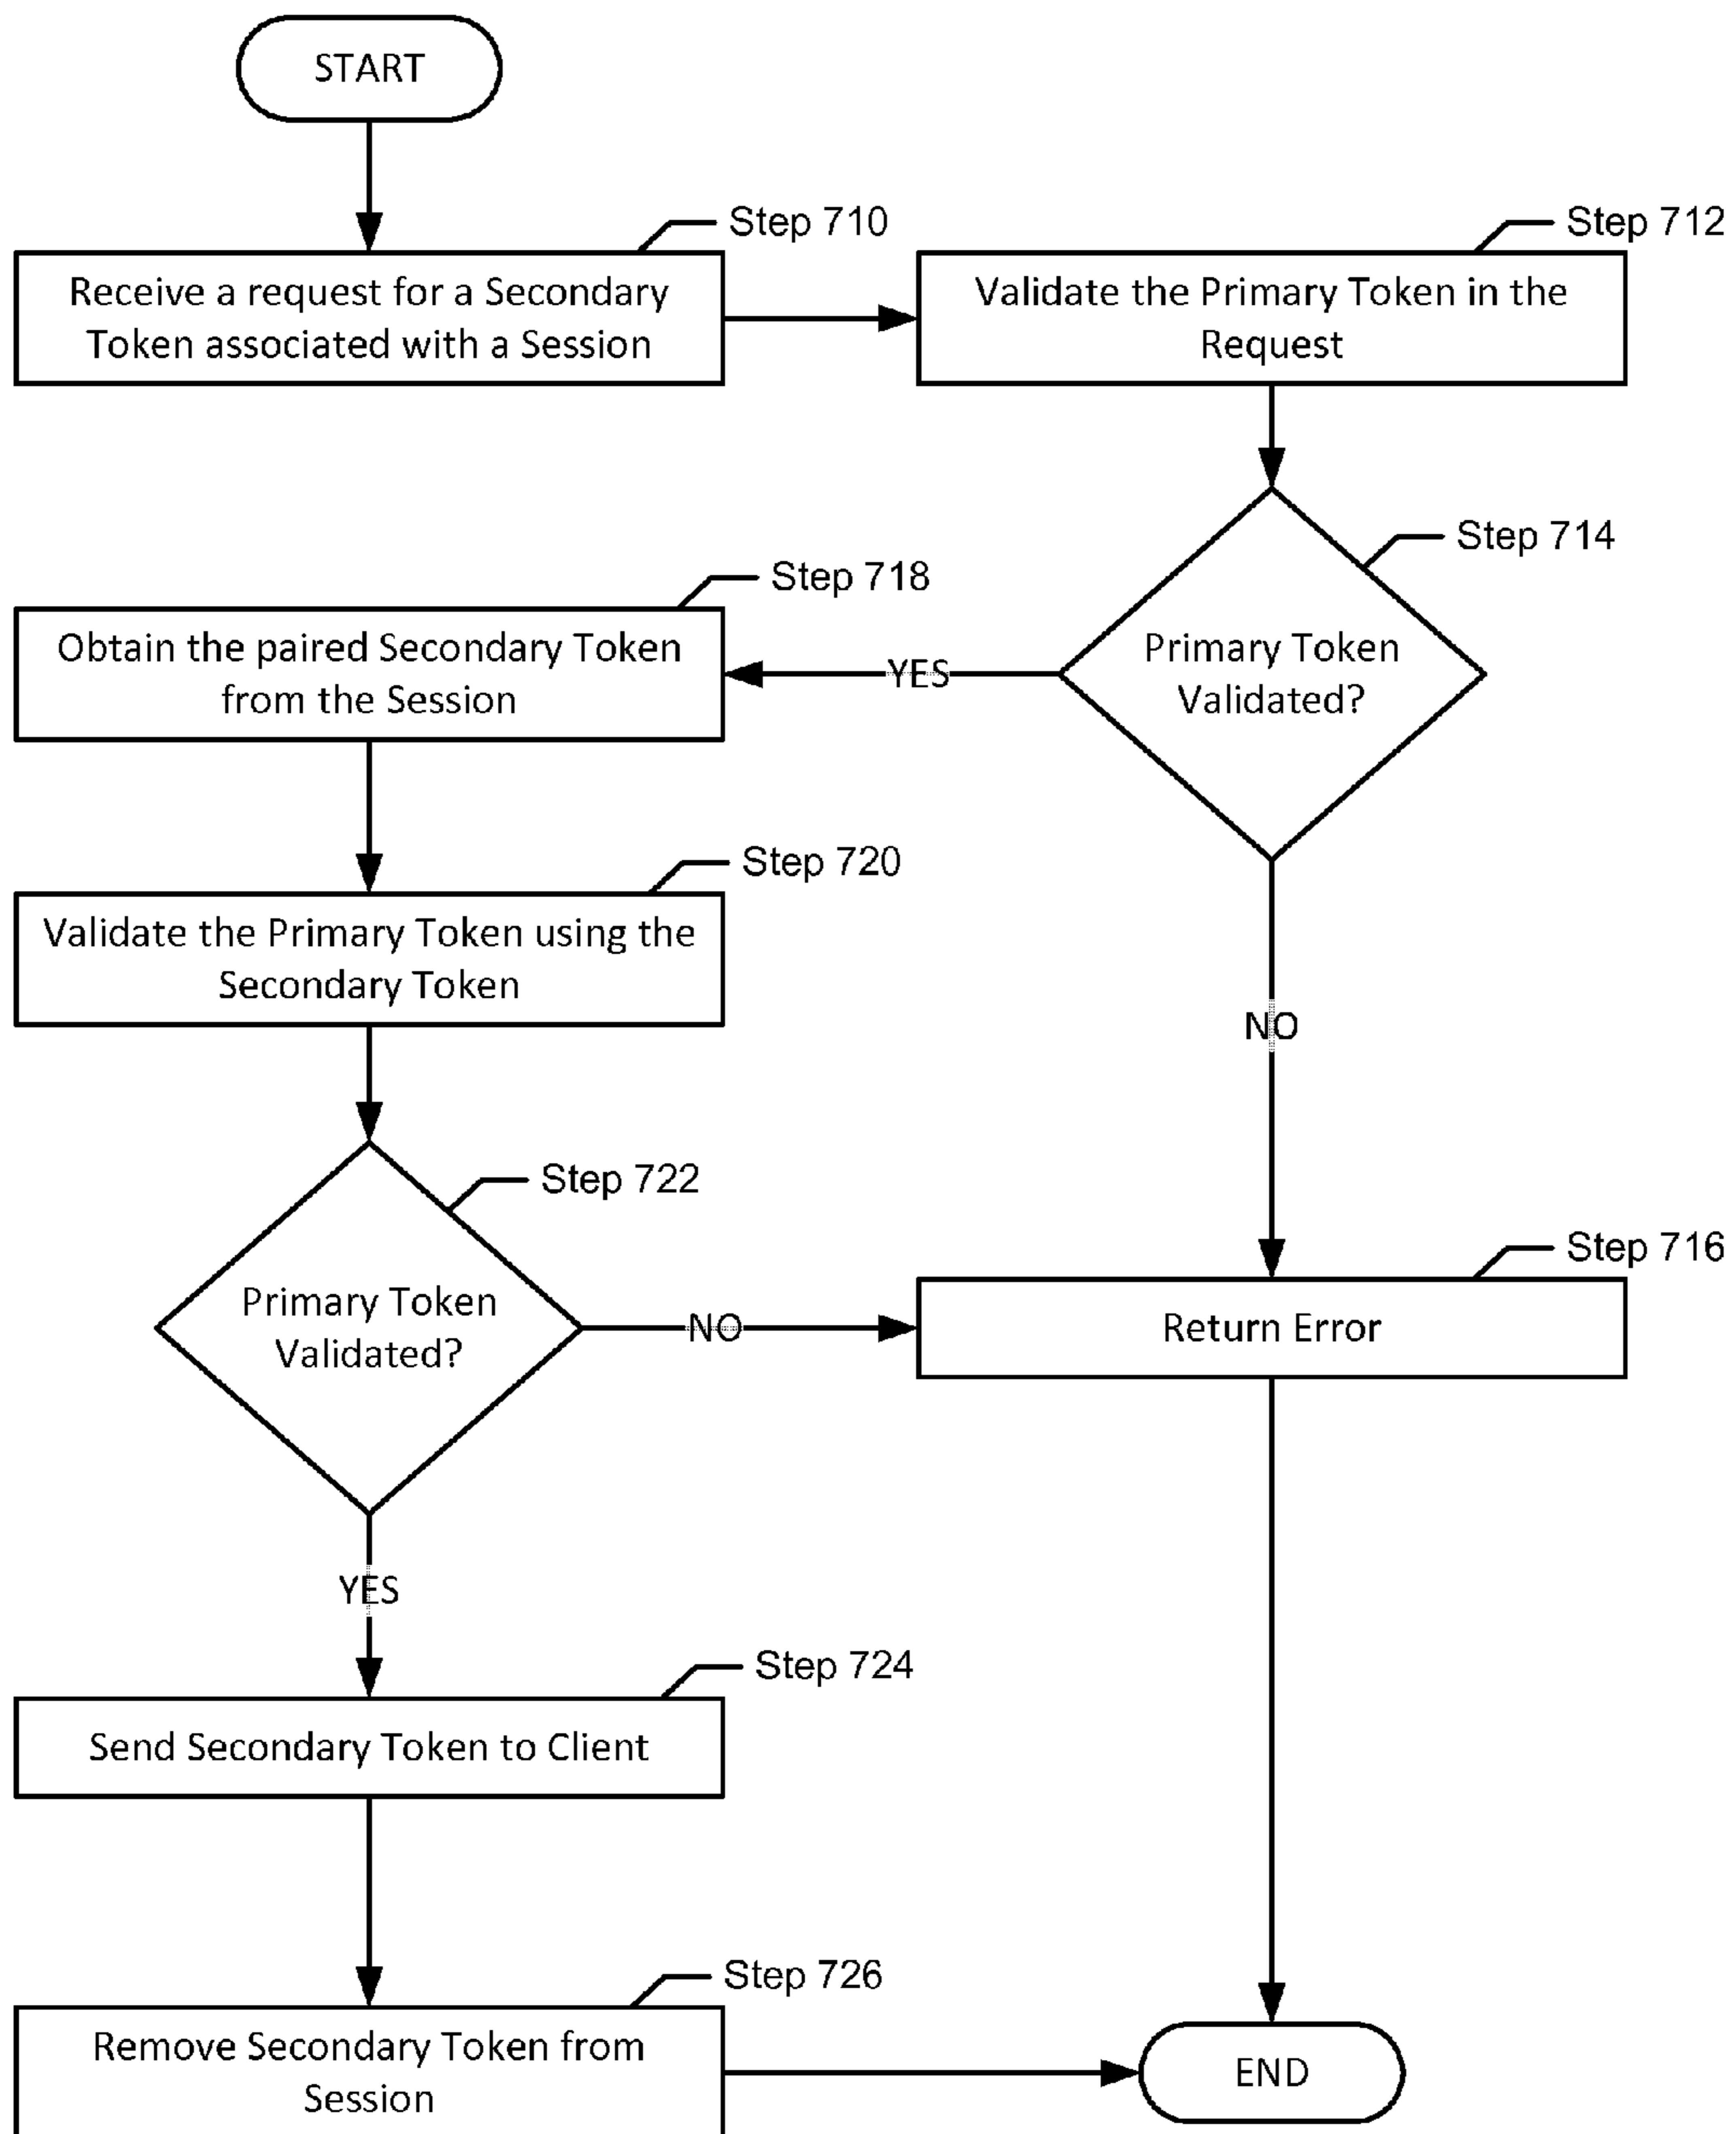 START
Step 710
Receive a request for a Secondary
Token associated with a Session
Step 712
Validate the Primary Token in the
Request
Step 714
Primary Token
Validated?
YES
NO
Step 718
Obtain the paired Secondary Token
from the Session
Step 720
Validate the Primary Token using the
Secondary Token
Step 722
Primary Token
Validated?
NO
YES
Step 716
Return Error
Step 724
Send Secondary Token to Client
Step 726
Remove Secondary Token from
Session
END